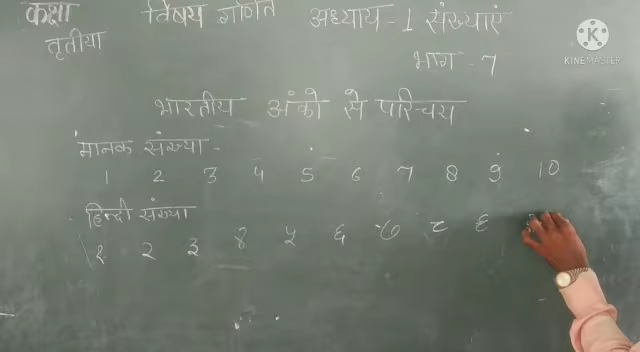 कक्षा विषय गणित अध्याय-1 संख्याएं
तृतीया भाग-7
भारतीय अंको से परिचय
मानक संख्या-
1 2 3 4 5 6 7 8 9 10
हिन्दी संख्या
१ २ ३ ४ ५ ६ ७ ८ ९
KINEMASTER